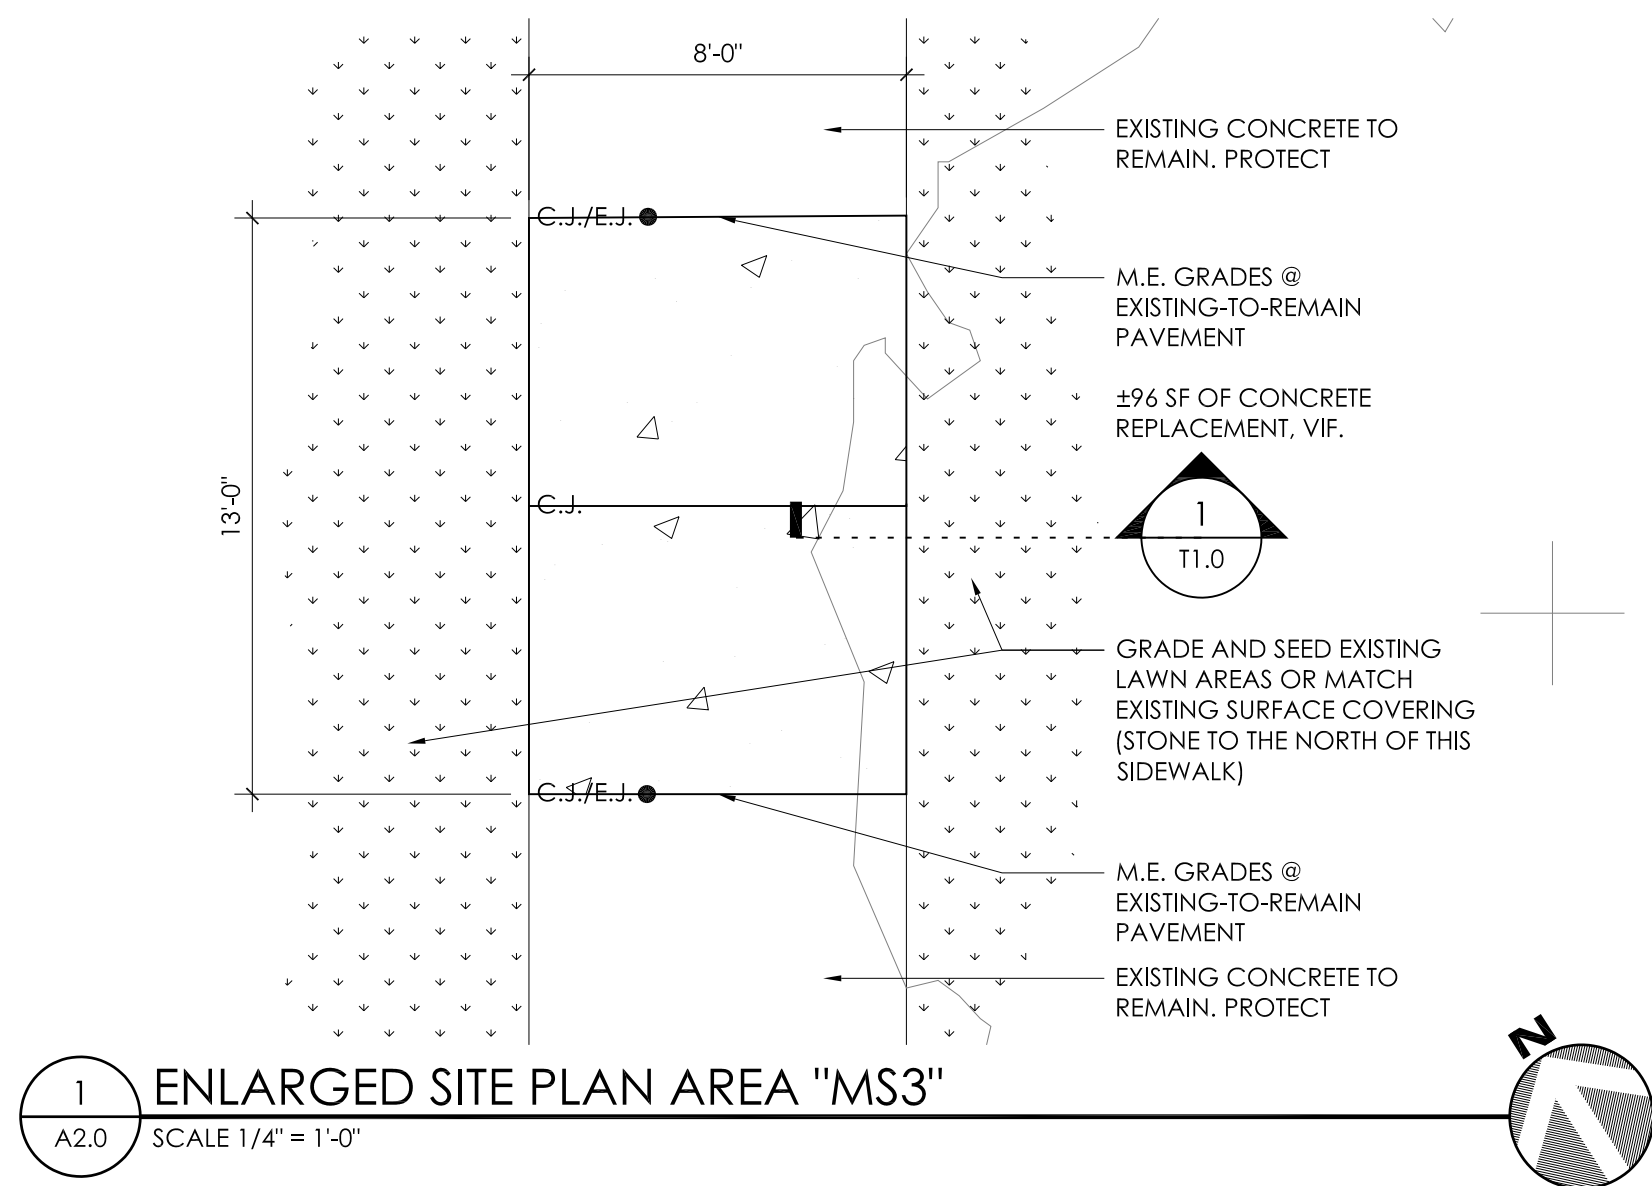 8'-0"
EXISTING CONCRETE TO
REMAIN. PROTECT
C.J./E.J.
M.E. GRADES @
EXISTING-TO-REMAIN
PAVEMENT
±96 SF OF CONCRETE
REPLACEMENT, VIF.
13'-0"
C.J.
1
T1.0
GRADE AND SEED EXISTING
LAWN AREAS OR MATCH
EXISTING SURFACE COVERING
(STONE TO THE NORTH OF THIS
SIDEWALK)
C.J./E.J.
M.E. GRADES @
EXISTING-TO-REMAIN
PAVEMENT
EXISTING CONCRETE TO
REMAIN. PROTECT
N
1
A2.0
ENLARGED SITE PLAN AREA "MS3"
SCALE 1/4" = 1'-0"